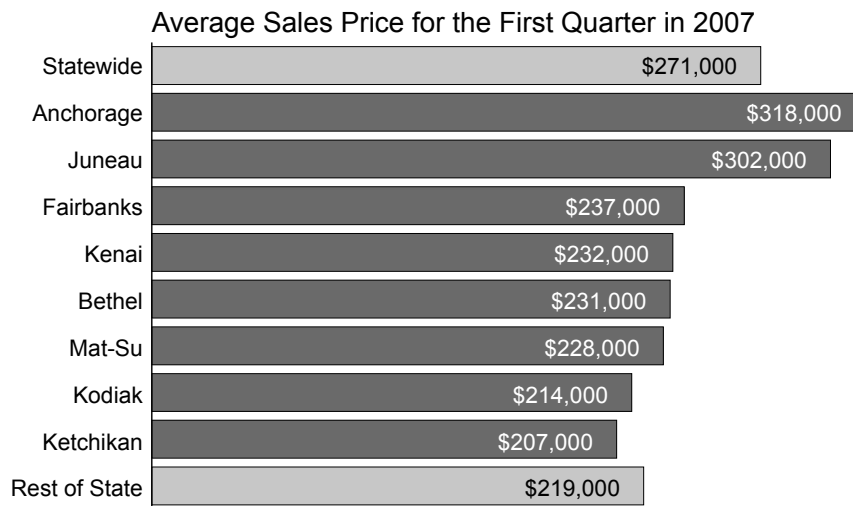 Average Sales Price for the First Quarter in 2007
Statewide $271,000
Anchorage $318,000
Juneau $302,000
Fairbanks $237,000
Kenai $232,000
Bethel $231,000
Mat-Su $228,000
Kodiak $214,000
Ketchikan $207,000
Rest of State $219,000